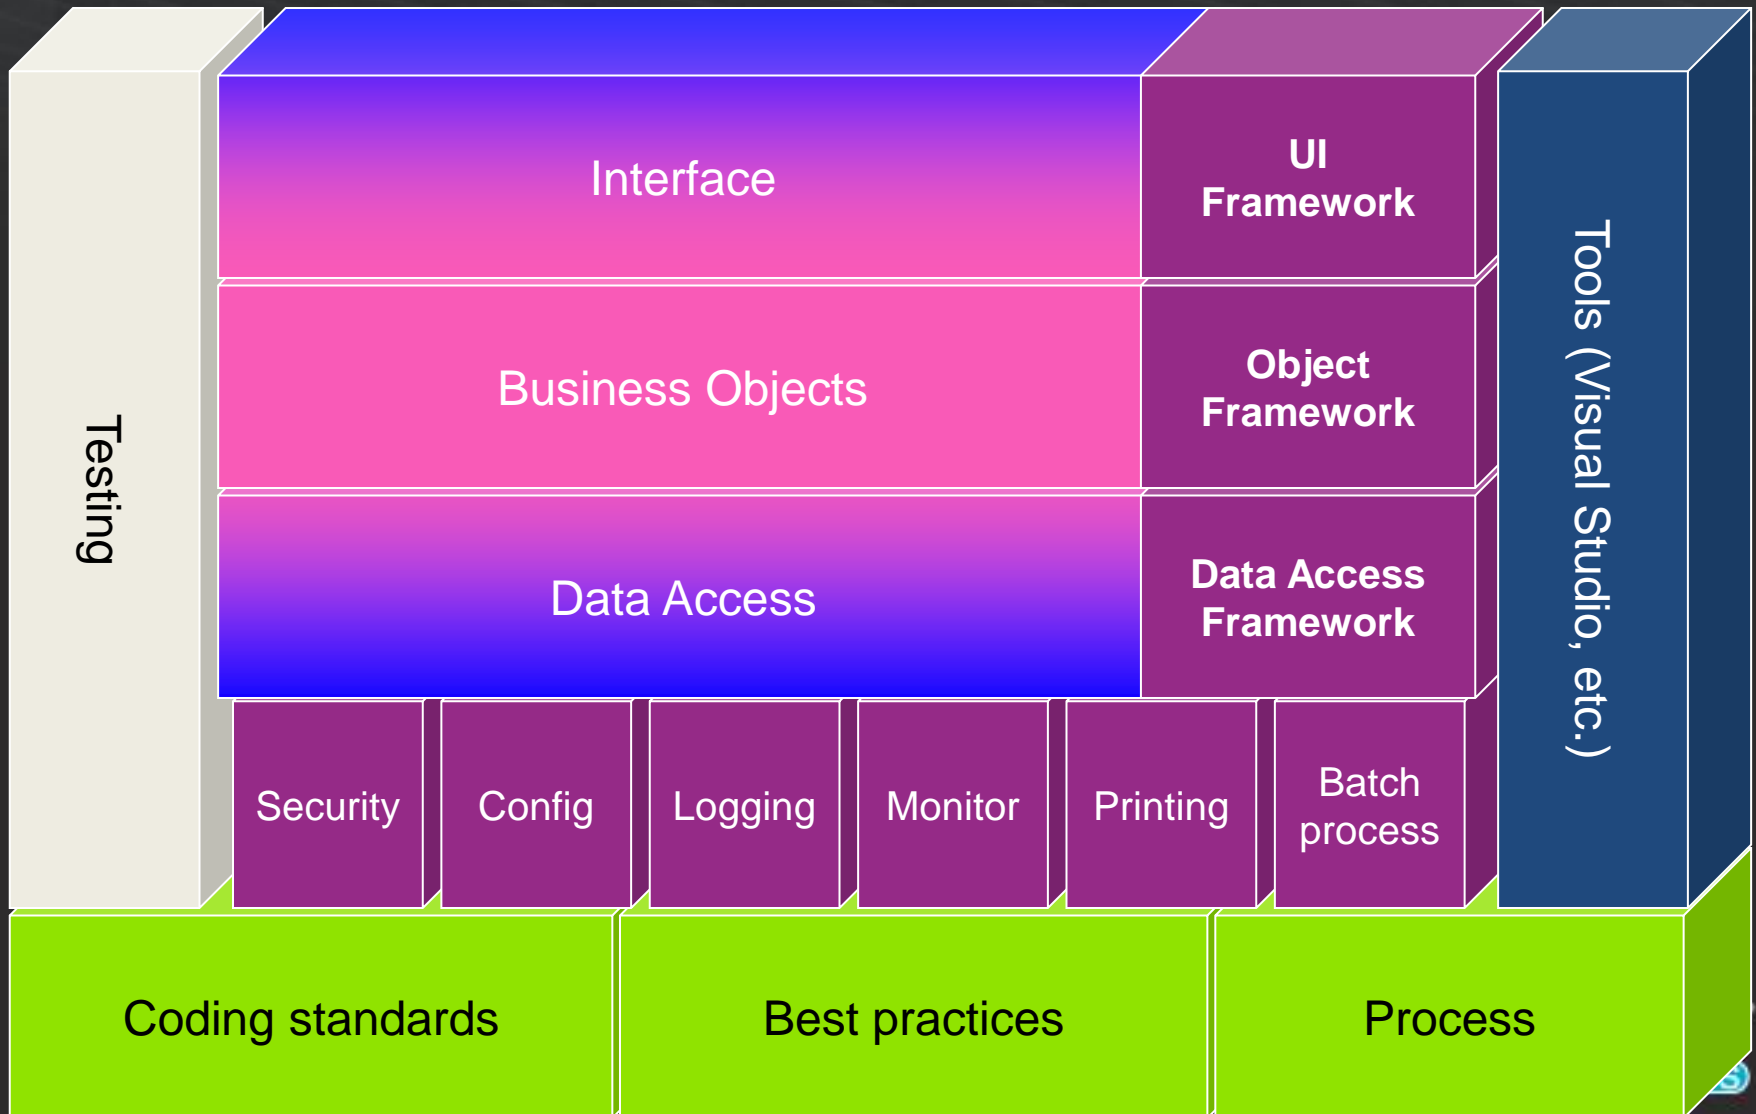 Interface
UI
Framework
Business Objects
Object
Framework
Data Access
Data Access
Framework
Testing
Tools (Visual Studio, etc.)
Security
Config
Logging
Monitor
Printing
Batch
process
Coding standards
Best practices
Process